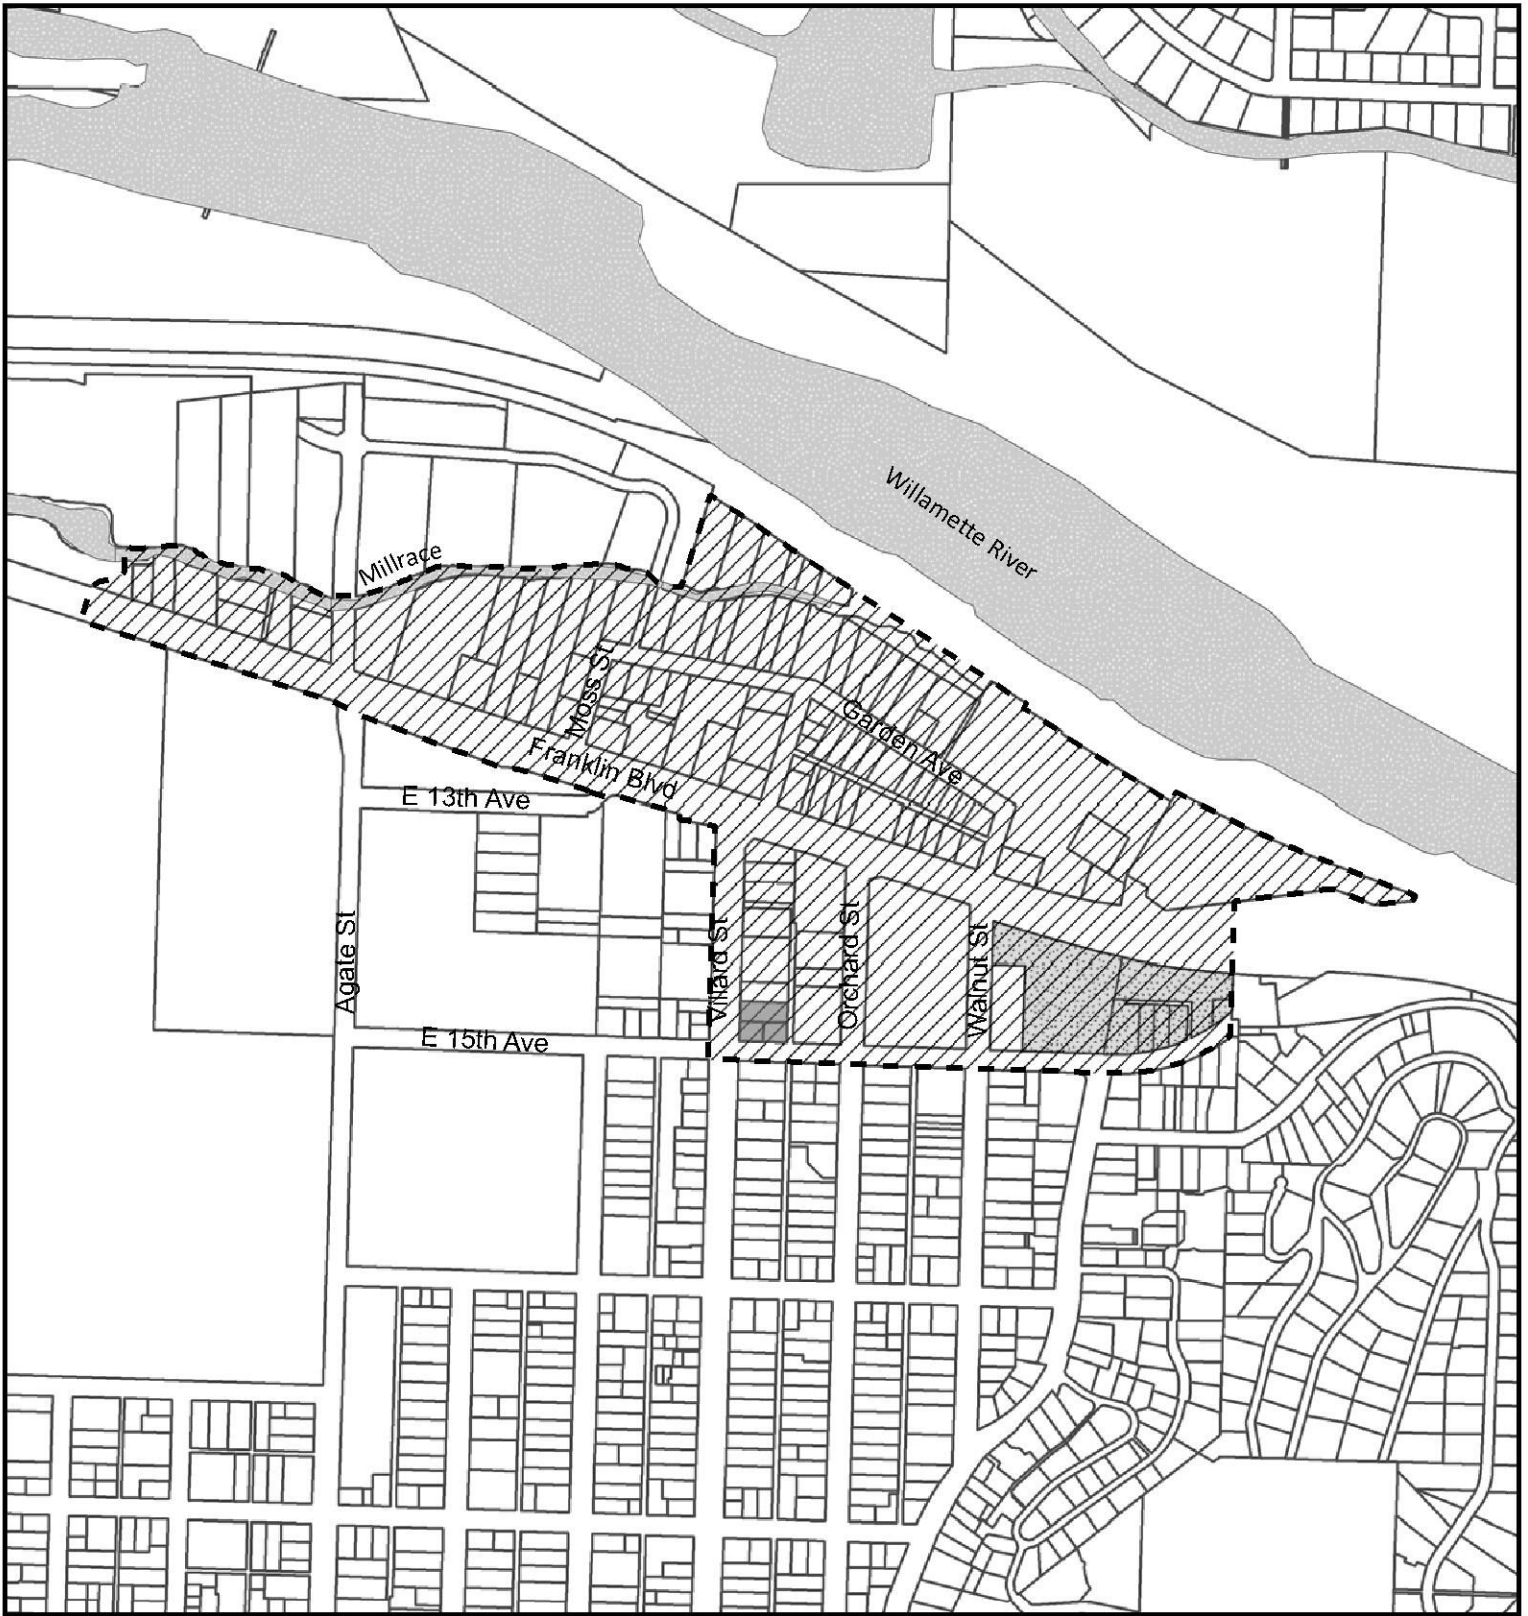 Willamette River
Millrace
Moss St
Garden Ave
Franklin Blvd
E 13th Ave
Agate St
Villard St
Orchard St
Walnut St
E 15th Ave